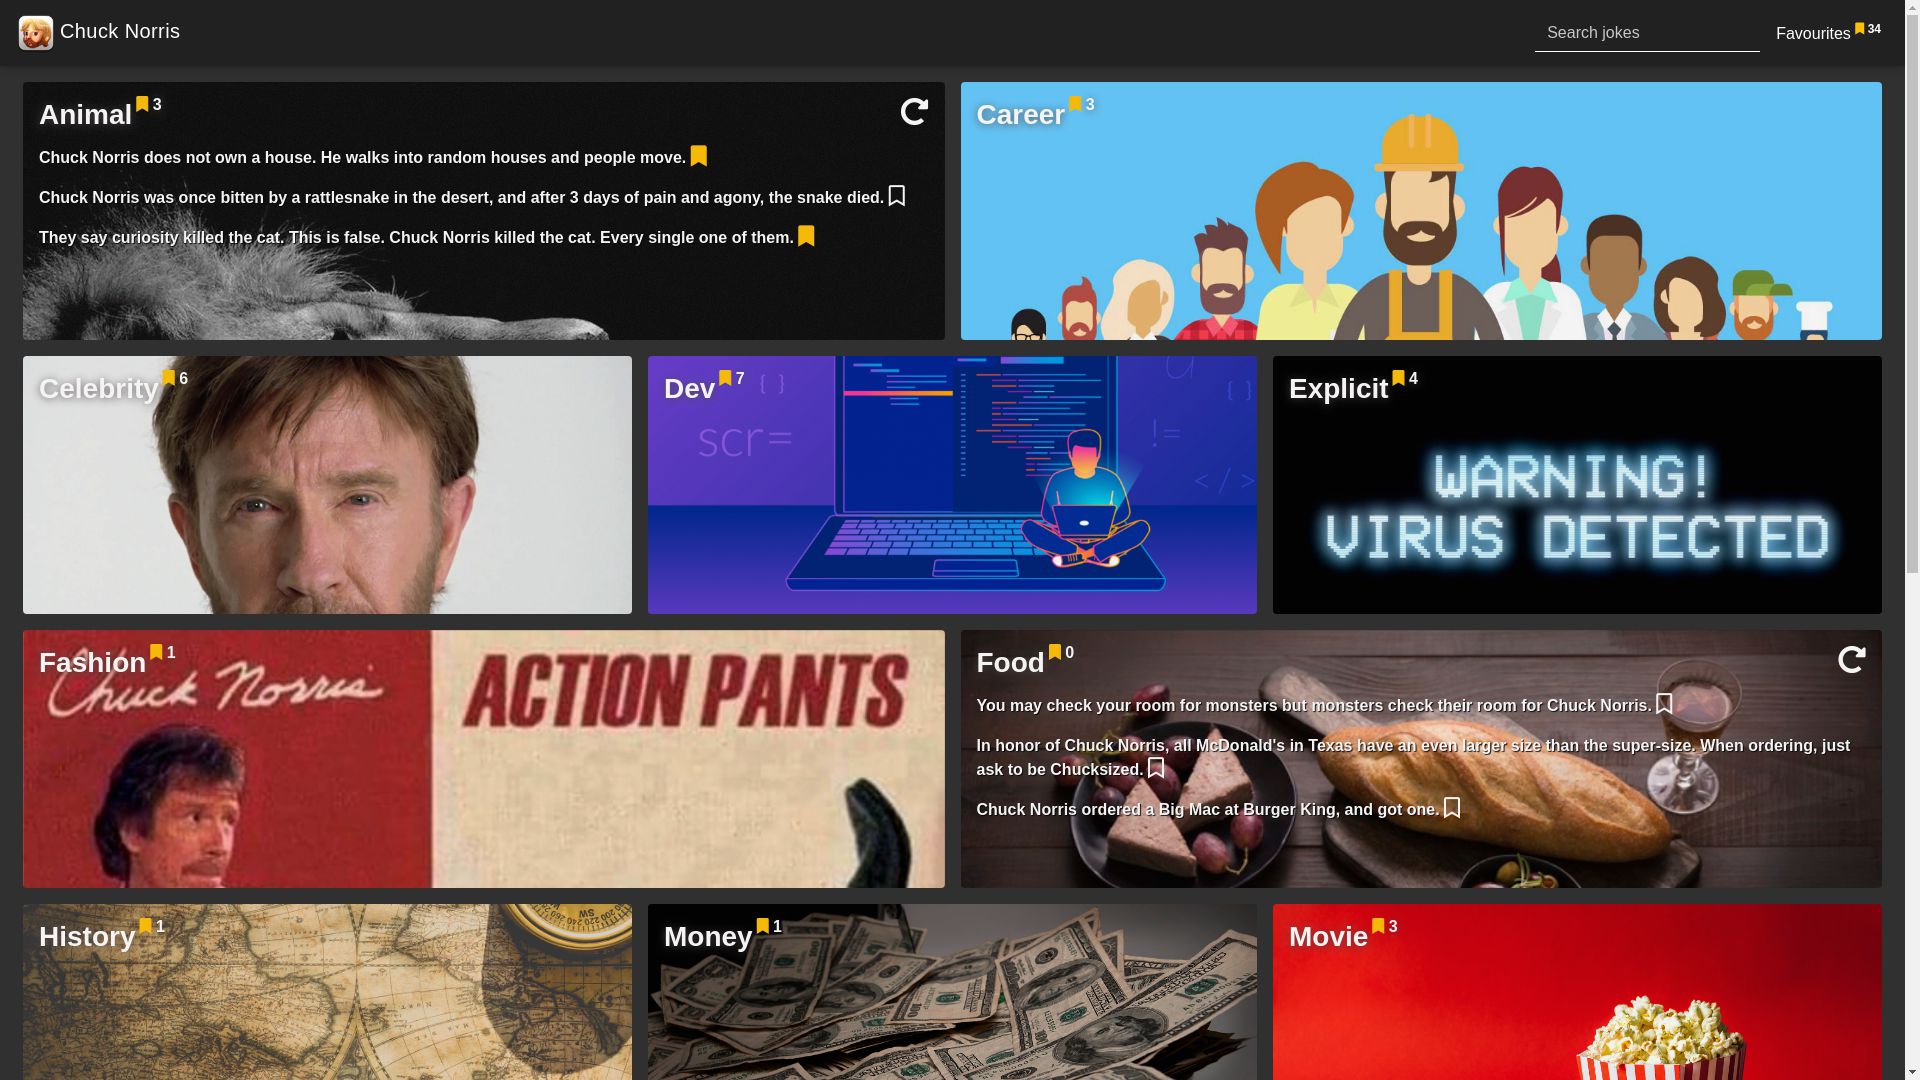 Chuck Norris
Search jokes
Favourites 34
Animal 3
Chuck Norris does not own a house. He walks into random houses and people move.
Chuck Norris was once bitten by a rattlesnake in the desert, and after 3 days of pain and agony, the snake died.
They say curiosity killed the cat. This is false. Chuck Norris killed the cat. Every single one of them.
Career 3
Celebrity 6
Dev 7
{ }
scr=
{ }
!=
</>
Explicit 4
WARNING!
VIRUS DETECTED
Fashion 1
Chuck Norris
ACTION PANTS
Food 0
You may check your room for monsters but monsters check their room for Chuck Norris.
In honor of Chuck Norris, all McDonald's in Texas have an even larger size than the super-size. When ordering, just
ask to be Chucksized.
Chuck Norris ordered a Big Mac at Burger King, and got one.
History 1
SW
Money 1
100
Movie 3